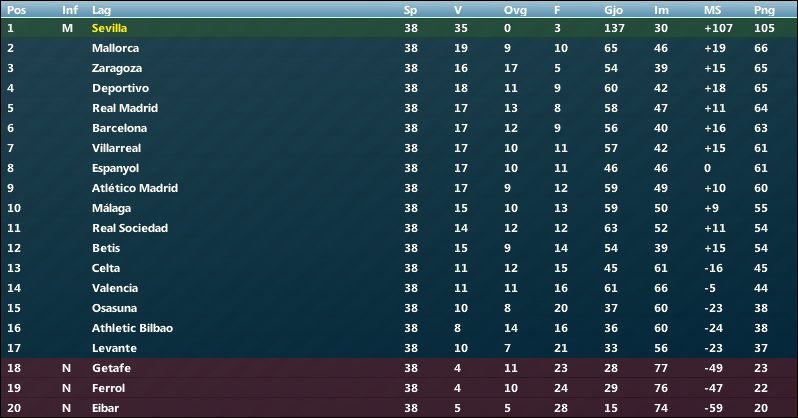 Pos Inf Lag Sp V Ovg F Gjo Im MS Png
1 M Sevilla 38 35 0 3 137 30 +107 105
2 Mallorca 38 19 9 10 65 46 +19 66
3 Zaragoza 38 16 17 5 54 39 +15 65
4 Deportivo 38 18 11 9 60 42 +18 65
5 Real Madrid 38 17 13 8 58 47 +11 64
6 Barcelona 38 17 12 9 56 40 +16 63
7 Villarreal 38 17 10 11 57 42 +15 61
8 Espanyol 38 17 10 11 46 46 0 61
9 Atlético Madrid 38 17 9 12 59 49 +10 60
10 Málaga 38 15 10 13 59 50 +9 55
11 Real Sociedad 38 14 12 12 63 52 +11 54
12 Betis 38 15 9 14 54 39 +15 54
13 Celta 38 11 12 15 45 61 -16 45
14 Valencia 38 11 11 16 61 66 -5 44
15 Osasuna 38 10 8 20 37 60 -23 38
16 Athletic Bilbao 38 8 14 16 36 60 -24 38
17 Levante 38 10 7 21 33 56 -23 37
18 N Getafe 38 4 11 23 28 77 -49 23
19 N Ferrol 38 4 10 24 29 76 -47 22
20 N Eibar 38 5 5 28 15 74 -59 20